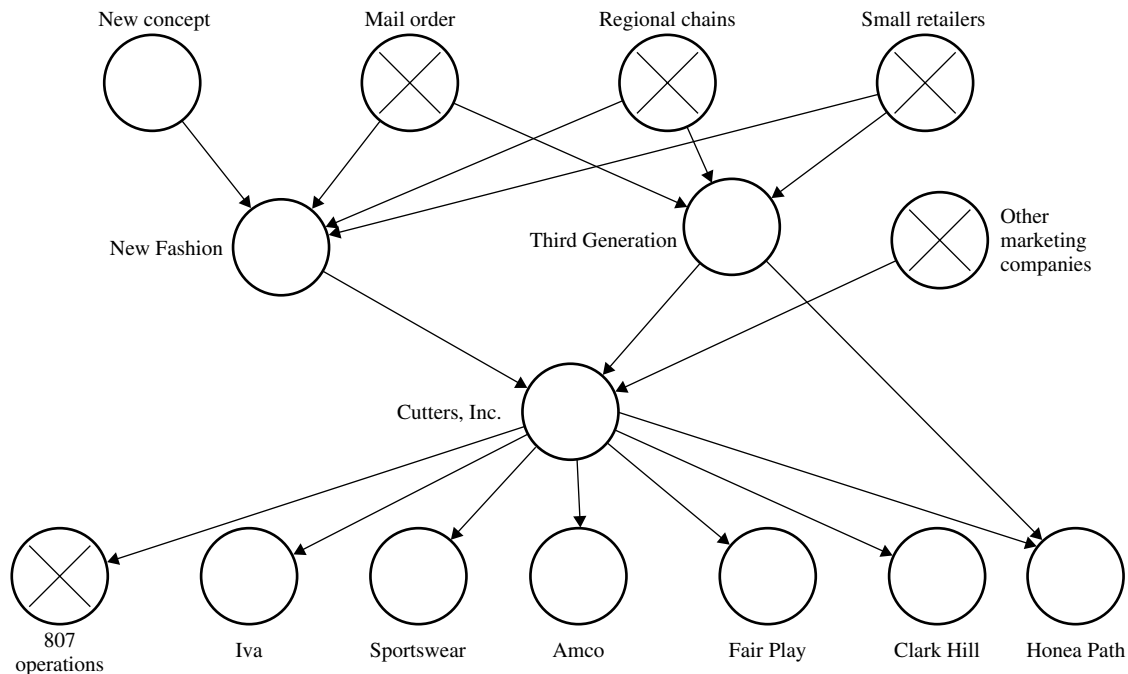 New concept
Mail order
Regional chains
Small retailers
New Fashion
Third Generation
Other
marketing
companies
Cutters, Inc.
807
operations
Iva
Sportswear
Amco
Fair Play
Clark Hill
Honea Path